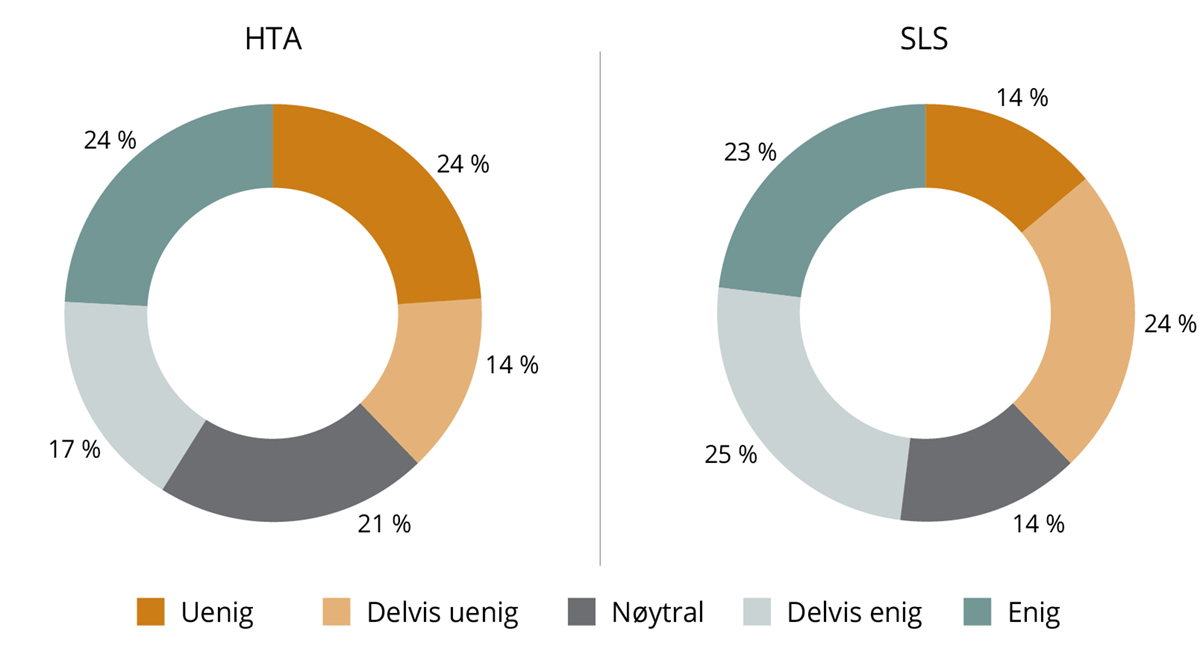 HTA
24 %
24 %
14 %
21 %
17 %
SLS
14 %
24 %
14 %
25 %
23 %
Uenig
Delvis uenig
Nøytral
Delvis enig
Enig